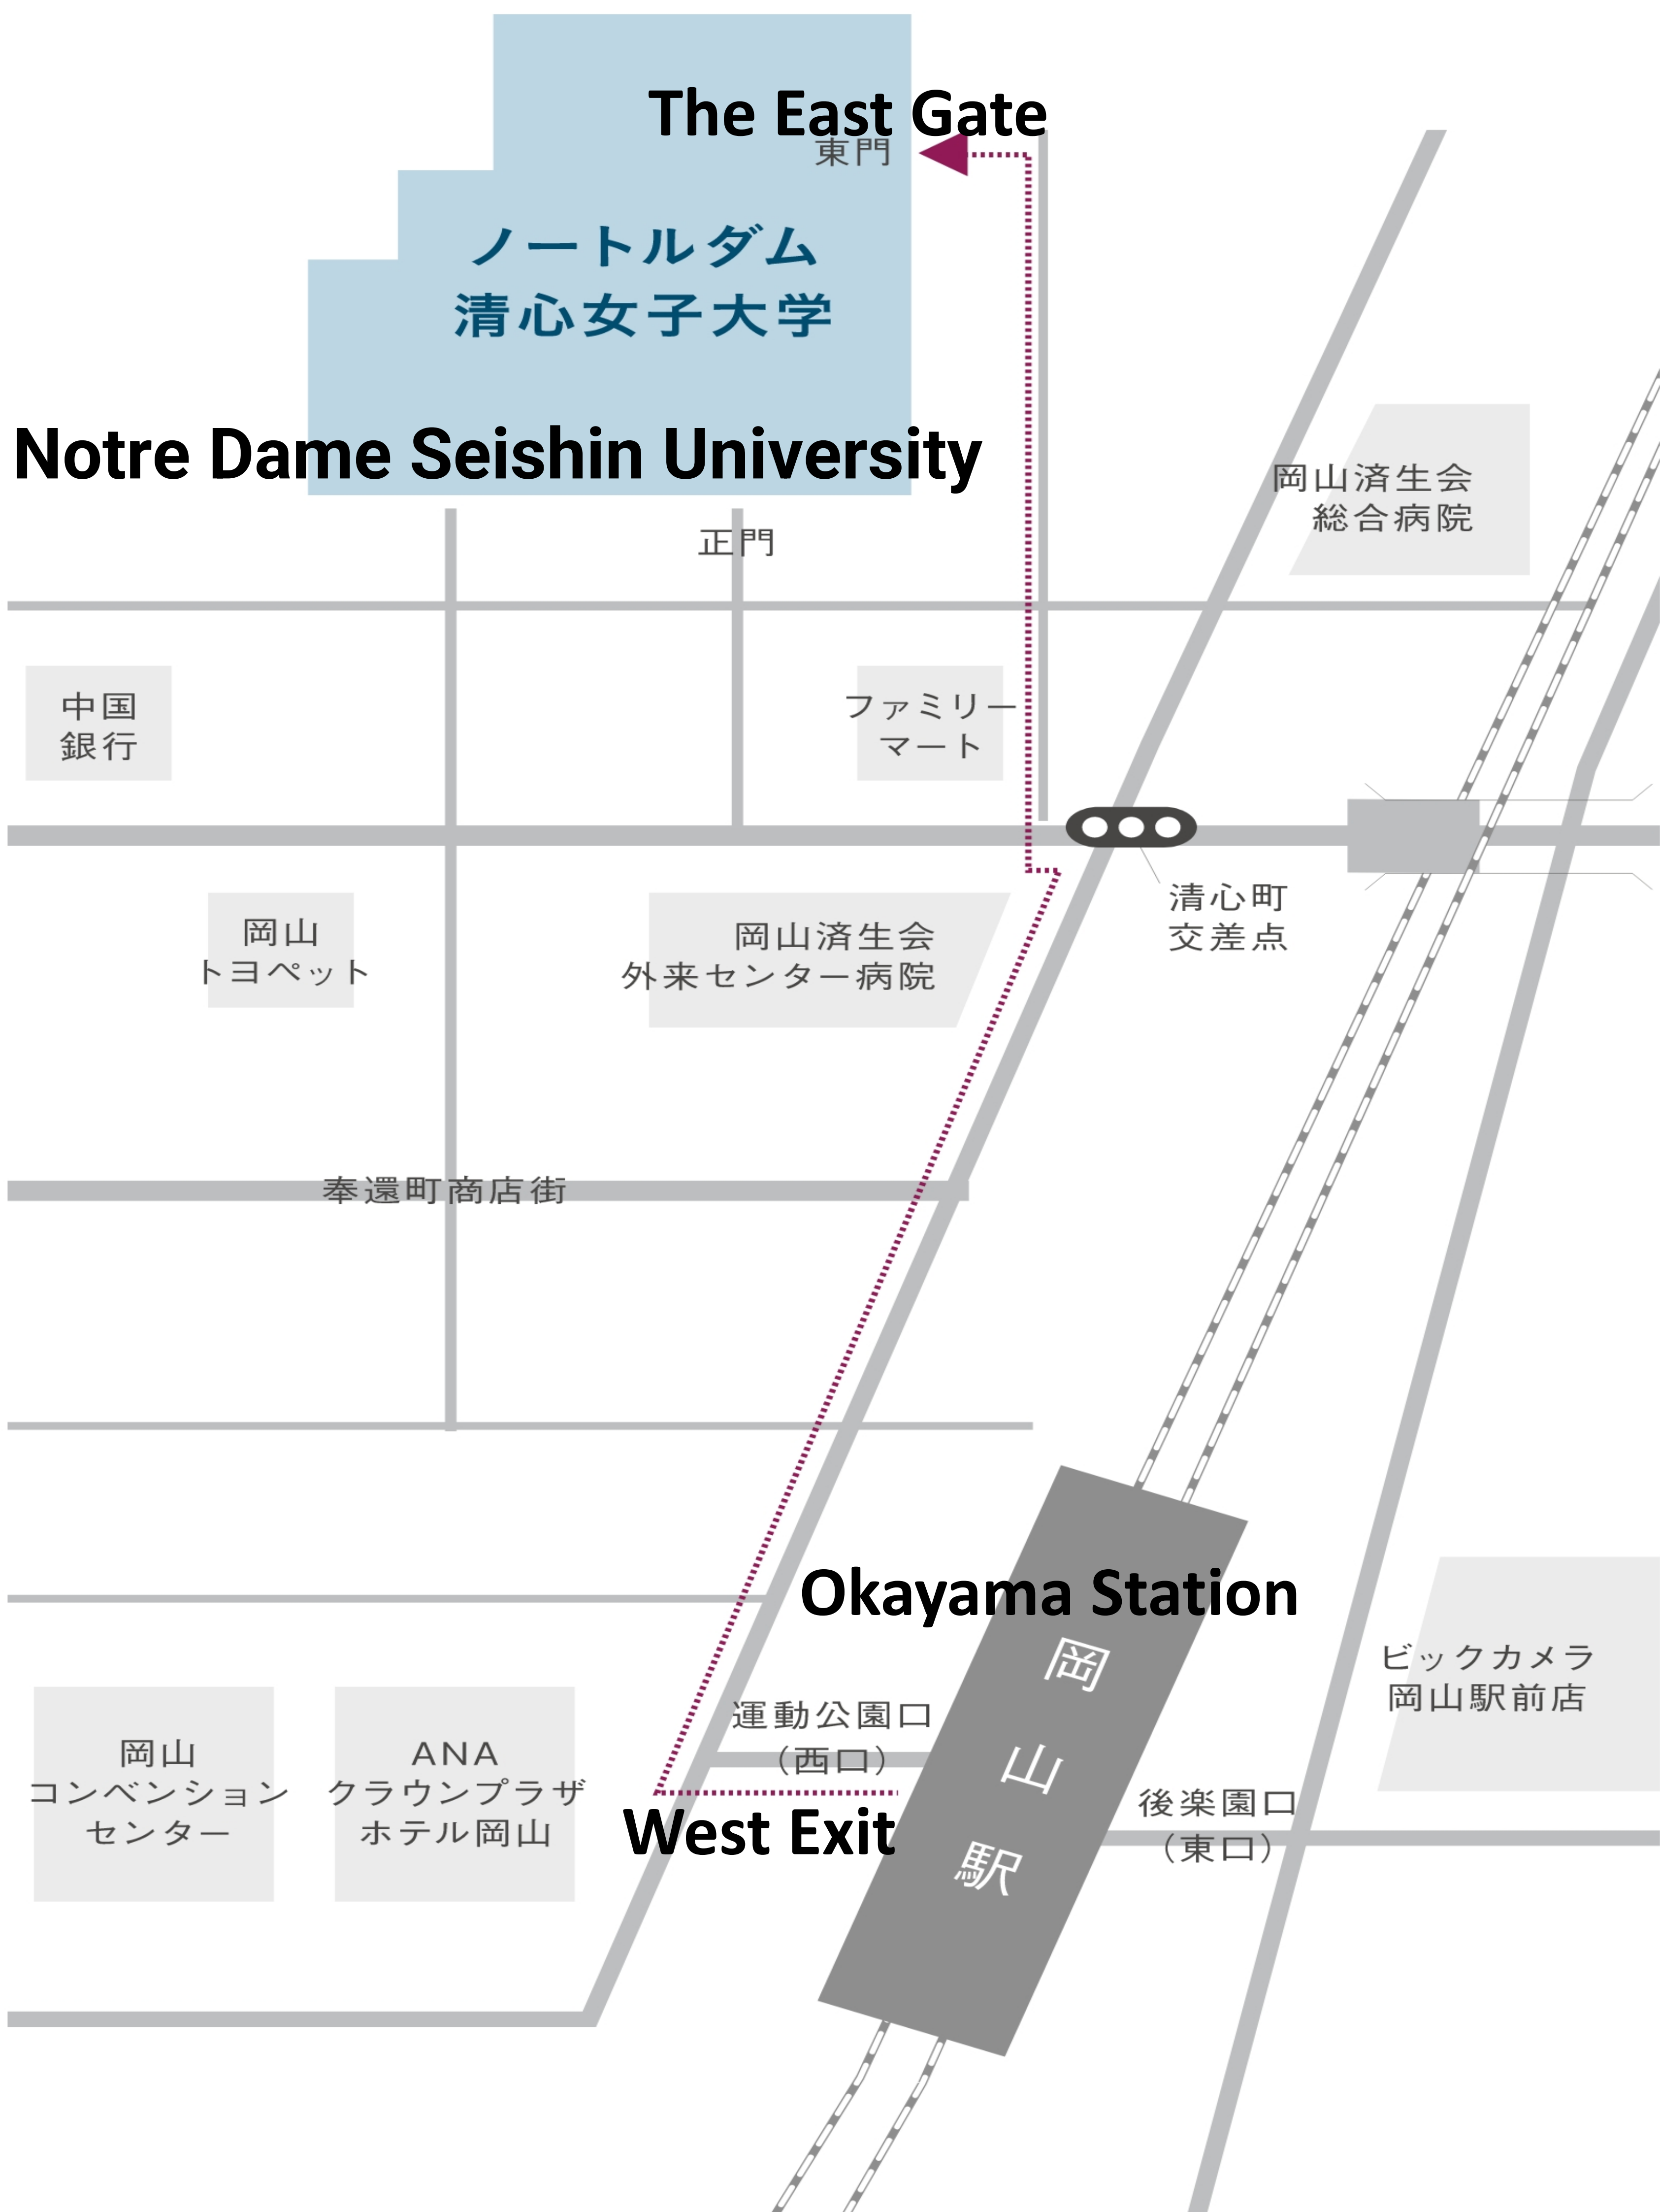 The East Gate
東門
ノートルダム
清心女子大学
Notre Dame Seishin University
岡山済生会
総合病院
正門
中国
銀行
ファミリー
マート
清心町
交差点
岡山
トヨペット
岡山済生会
外来センター病院
奉還町商店街
Okayama Station
岡山駅
ビックカメラ
岡山駅前店
運動公園口
（西口）
West Exit
岡山
コンベンション
センター
ANA
クラウンプラザ
ホテル岡山
後楽園口
（東口）